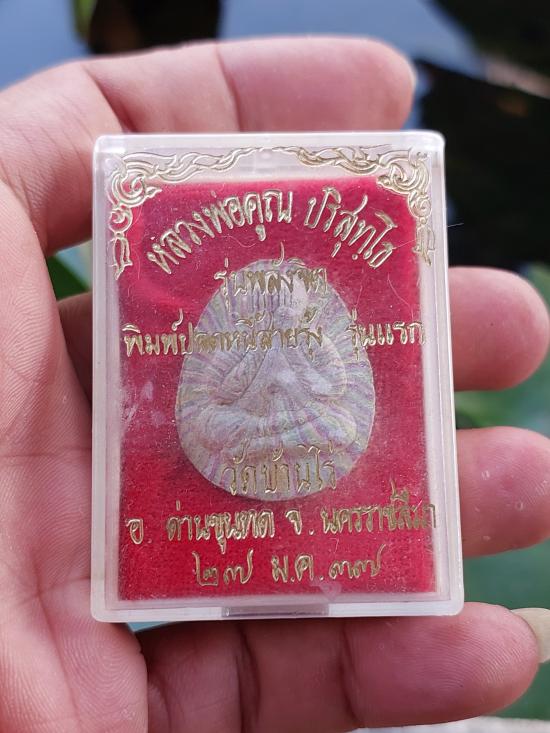 หลวงพ่อคูณ ปริสุทฺโธ
รุ่นพลังจิต
พิมพ์ปลดหนี้สายรุ้ง รุ่นแรก
วัดบ้านไร่
อ. ด่านขุนทด จ. นครราชสีมา
๒๗ ม.ค. ๓๗